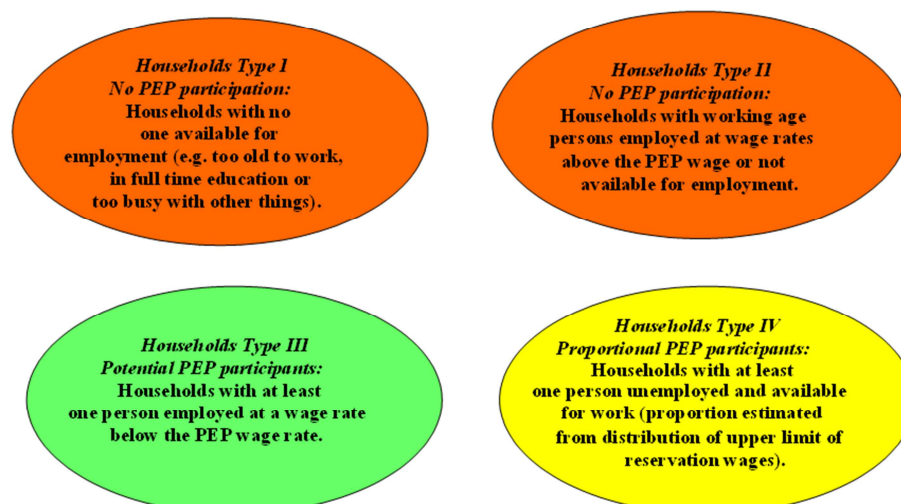 Households Type I
No PEP participation:
Households with no
one available for
employment (e.g. too old to work,
in full time education or
too busy with other things).
Households Type II
No PEP participation:
Households with working age
persons employed at wage rates
above the PEP wage or not
available for employment.
Households Type III
Potential PEP participants:
Households with at least
one person employed at a wage rate
below the PEP wage rate.
Households Type IV
Proportional PEP participants:
Households with at least
one person unemployed and available
for work (proportion estimated
from distribution of upper limit of
reservation wages).